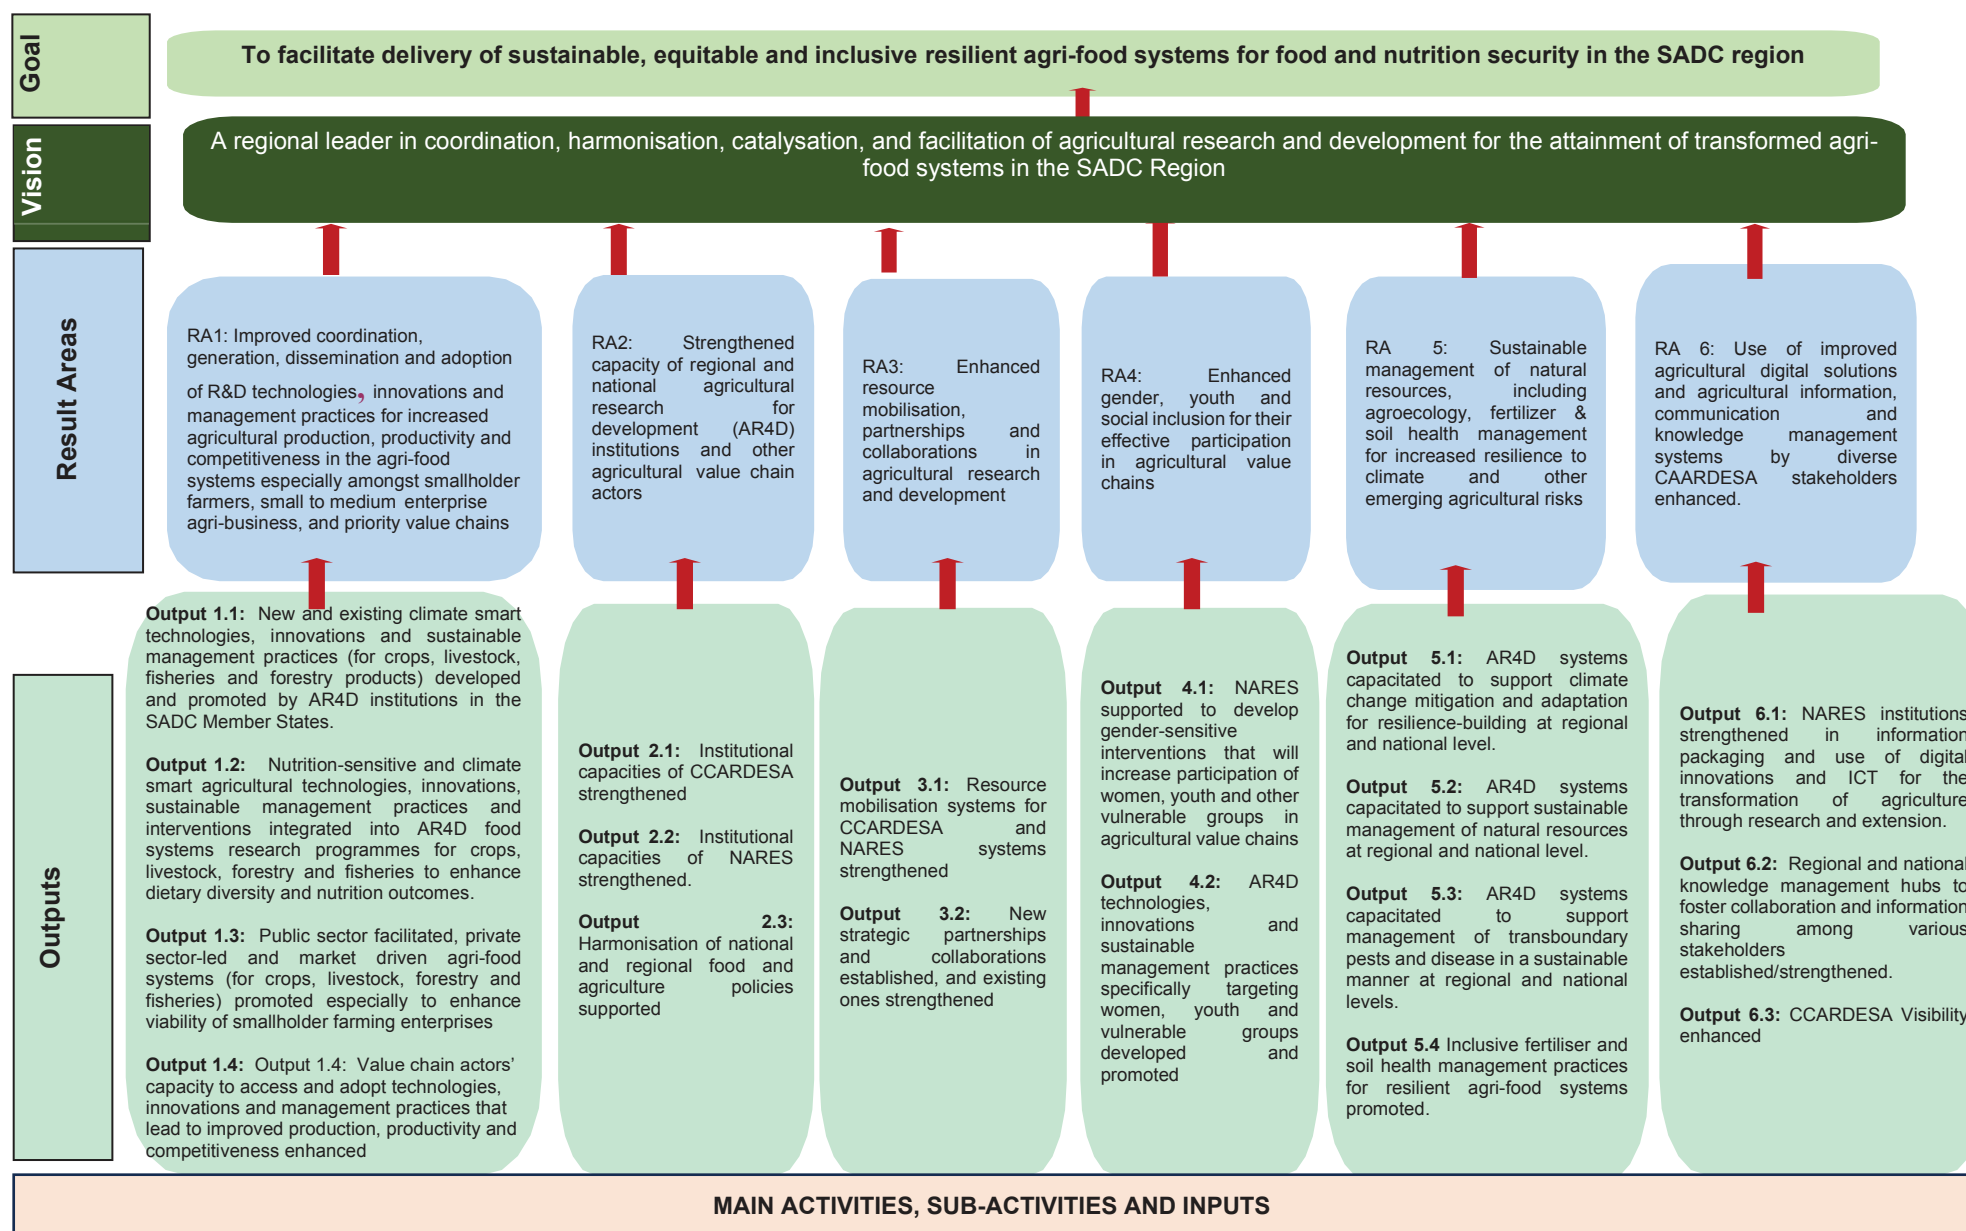 Goal
To facilitate delivery of sustainable, equitable and inclusive resilient agri-food systems for food and nutrition security in the SADC region
Vision
A regional leader in coordination, harmonisation, catalysation, and facilitation of agricultural research and development for the attainment of transformed agri-
food systems in the SADC Region
Result Areas
RA1: Improved coordination,
generation, dissemination and adoption
of R&D technologies, innovations and
management practices for increased
agricultural production, productivity and
competitiveness in the agri-food
systems especially amongst smallholder
farmers, small to medium enterprise
agri-business, and priority value chains
RA2: Strengthened
capacity of regional and
national agricultural
research for
development (AR4D)
institutions and other
agricultural value chain
actors
RA3: Enhanced
resource
mobilisation,
partnerships and
collaborations in
agricultural research
and development
RA4: Enhanced
gender, youth and
social inclusion for their
effective participation
in agricultural value
chains
RA 5: Sustainable
management of natural
resources, including
agroecology, fertilizer &
soil health management
for increased resilience to
climate and other
emerging agricultural risks
RA 6: Use of improved
agricultural digital solutions
and agricultural information,
communication and
knowledge management
systems by diverse
CAARDESA stakeholders
enhanced.
Outputs
Output 1.1: New and existing climate smart
technologies, innovations and sustainable
management practices (for crops, livestock,
fisheries and forestry products) developed
and promoted by AR4D institutions in the
SADC Member States.
Output 1.2: Nutrition-sensitive and climate
smart agricultural technologies, innovations,
sustainable management practices and
interventions integrated into AR4D food
systems research programmes for crops,
livestock, forestry and fisheries to enhance
dietary diversity and nutrition outcomes.
Output 1.3: Public sector facilitated, private
sector-led and market driven agri-food
systems (for crops, livestock, forestry and
fisheries) promoted especially to enhance
viability of smallholder farming enterprises
Output 1.4: Output 1.4: Value chain actors’
capacity to access and adopt technologies,
innovations and management practices that
lead to improved production, productivity and
competitiveness enhanced
Output 2.1: Institutional
capacities of CCARDESA
strengthened
Output 2.2: Institutional
capacities of NARES
strengthened.
Output 2.3:
Harmonisation of national
and regional food and
agriculture policies
supported
Output 3.1: Resource
mobilisation systems for
CCARDESA and
NARES systems
strengthened
Output 3.2: New
strategic partnerships
and collaborations
established, and existing
ones strengthened
Output 4.1: NARES
supported to develop
gender-sensitive
interventions that will
increase participation of
women, youth and other
vulnerable groups in
agricultural value chains
Output 4.2: AR4D
technologies,
innovations and
sustainable
management practices
specifically targeting
women, youth and
vulnerable groups
developed and
promoted
Output 5.1: AR4D systems
capacitated to support climate
change mitigation and adaptation
for resilience-building at regional
and national level.
Output 5.2: AR4D systems
capacitated to support sustainable
management of natural resources
at regional and national level.
Output 5.3: AR4D systems
capacitated to support
management of transboundary
pests and disease in a sustainable
manner at regional and national
levels.
Output 5.4 Inclusive fertiliser and
soil health management practices
for resilient agri-food systems
promoted.
Output 6.1: NARES institutions
strengthened in information
packaging and use of digital
innovations and ICT for the
transformation of agriculture
through research and extension.
Output 6.2: Regional and national
knowledge management hubs to
foster collaboration and information
sharing among various
stakeholders
established/strengthened.
Output 6.3: CCARDESA Visibility
enhanced
MAIN ACTIVITIES, SUB-ACTIVITIES AND INPUTS